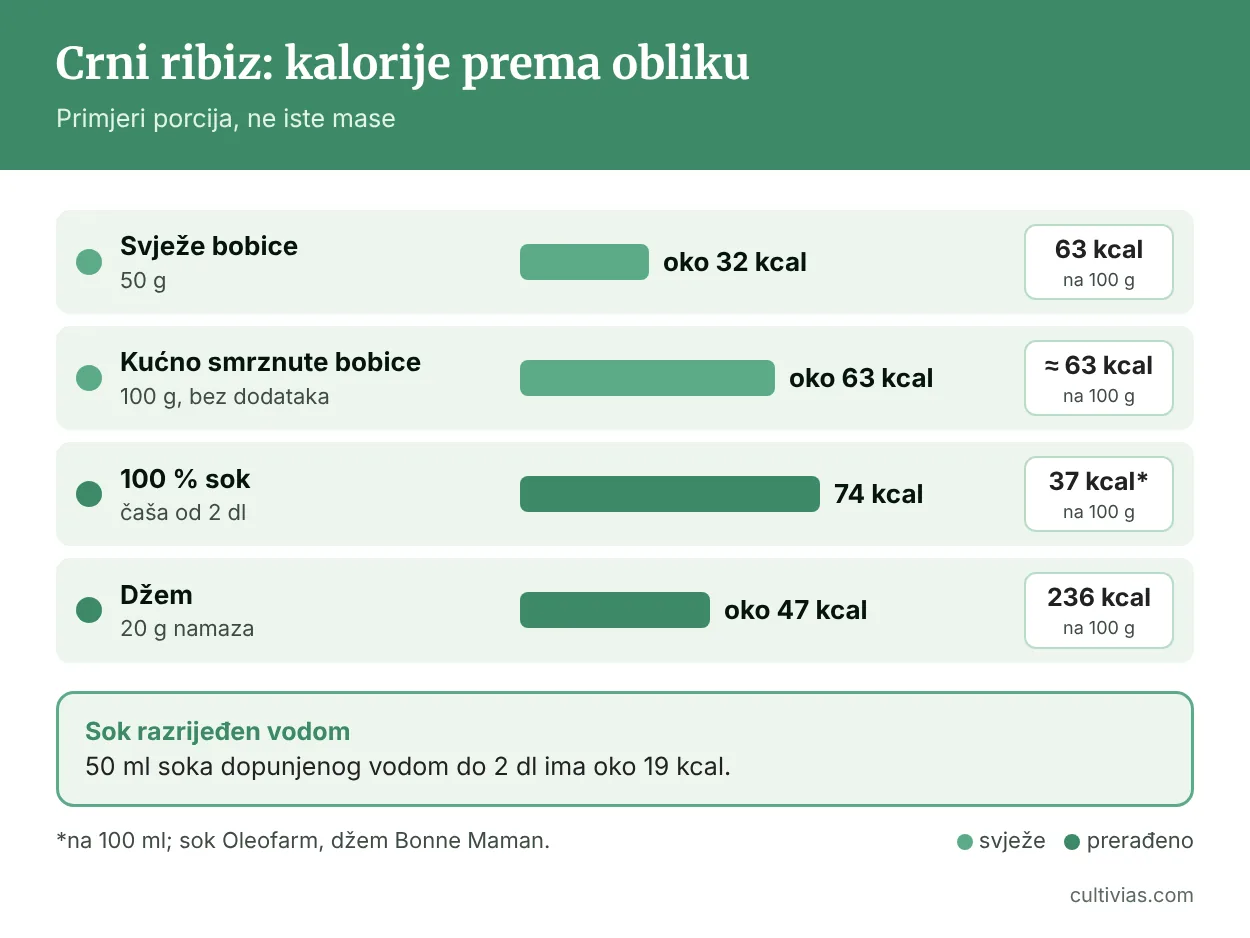 Crni ribiz: kalorije prema obliku
Primjeri porcija, ne iste mase
Svježe bobice
50 g
oko 32 kcal
63 kcal
na 100 g
Kućno smrznute bobice
100 g, bez dodataka
oko 63 kcal
≈ 63 kcal
na 100 g
100 % sok
čaša od 2 dl
74 kcal
37 kcal*
na 100 g
Džem
20 g namaza
oko 47 kcal
236 kcal
na 100 g
Sok razrijeđen vodom
50 ml soka dopunjenog vodom do 2 dl ima oko 19 kcal.
*na 100 ml; sok Oleofarm, džem Bonne Maman.
svježe
prerađeno
cultivias.com